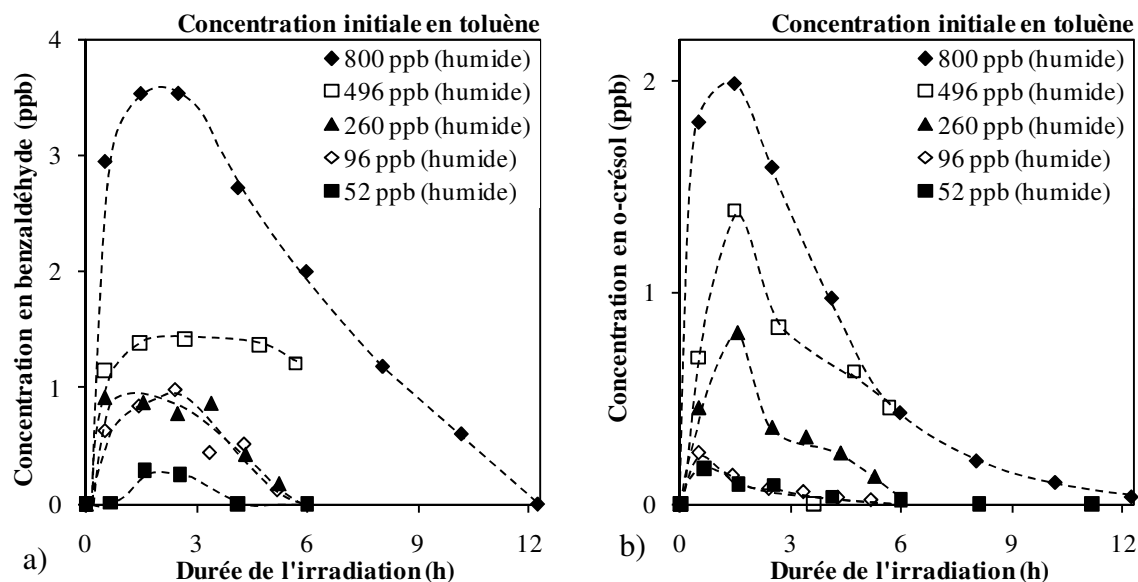 Concentration initiale en toluène
4
3
2
1
0
Concentration en benzaldéhyde (ppb)
800 ppb (humide)
496 ppb (humide)
260 ppb (humide)
96 ppb (humide)
52 ppb (humide)
0
3
6
9
12
Durée de l'irradiation (h)
a)
Concentration initiale en toluène
2
1
0
Concentration en o-crésol (ppb)
800 ppb (humide)
496 ppb (humide)
260 ppb (humide)
96 ppb (humide)
52 ppb (humide)
0
3
6
9
12
Durée de l'irradiation (h)
b)